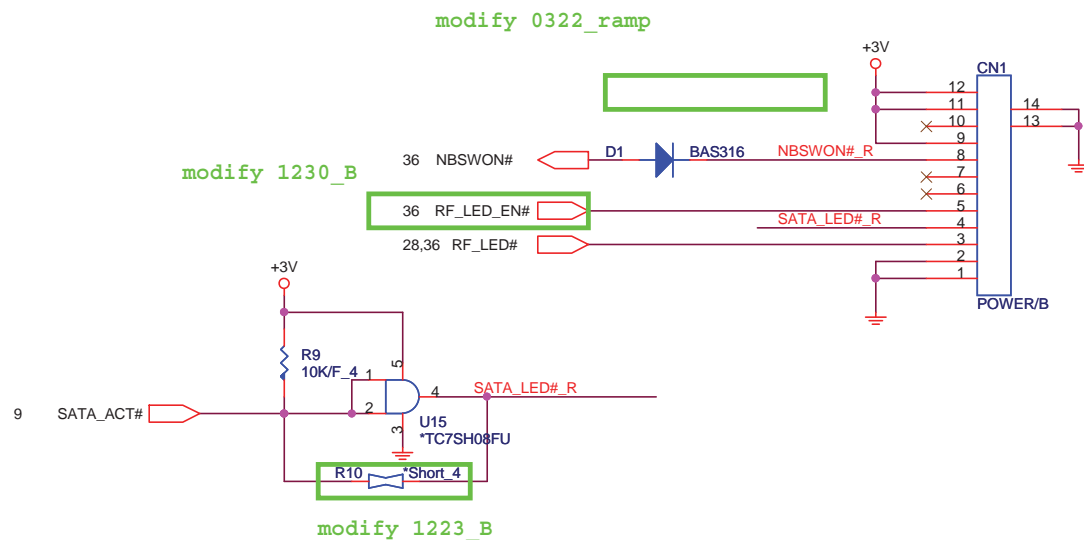 modify 0322_ramp
+3V
CN1
12
11
14
10
13
9
36 NBSWON# D1 BAS316 NBSWON#_R 8
modify 1230_B
7
6
36 RF_LED_EN# 5
SATA_LED#_R 4
28,36 RF_LED# 3
2
+3V
1
POWER/B
R9
10K/F_4
5
1
4
SATA_LED#_R
9 SATA_ACT#
2
U15
3
*TC7SH08FU
R10 *Short_4
modify 1223_B